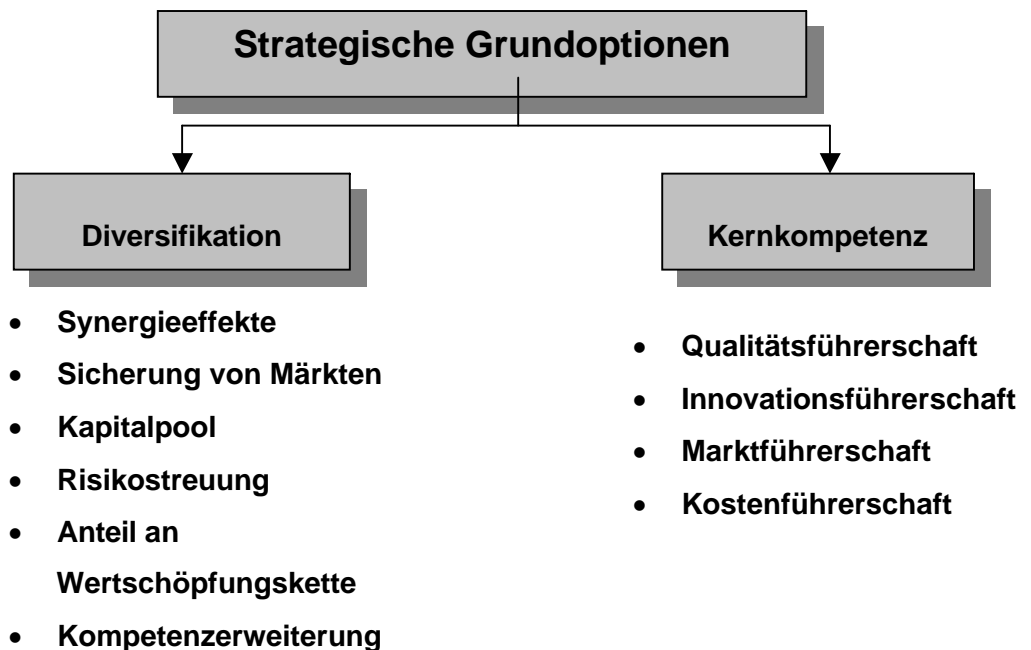 Strategische Grundoptionen
Diversifikation
• Synergieeffekte
• Sicherung von Märkten
• Kapitalpool
• Risikostreuung
• Anteil an
Wertschöpfungskette
• Kompetenzerweiterung
Kernkompetenz
• Qualitätsführerschaft
• Innovationsführerschaft
• Marktführerschaft
• Kostenführerschaft